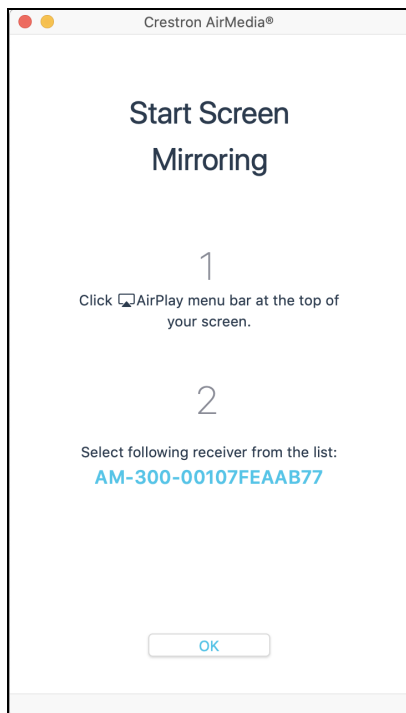 Crestron AirMedia®
Start Screen
Mirroring
1
Click AirPlay menu bar at the top of
your screen.
2
Select following receiver from the list:
AM-300-00107FEAAB77
OK